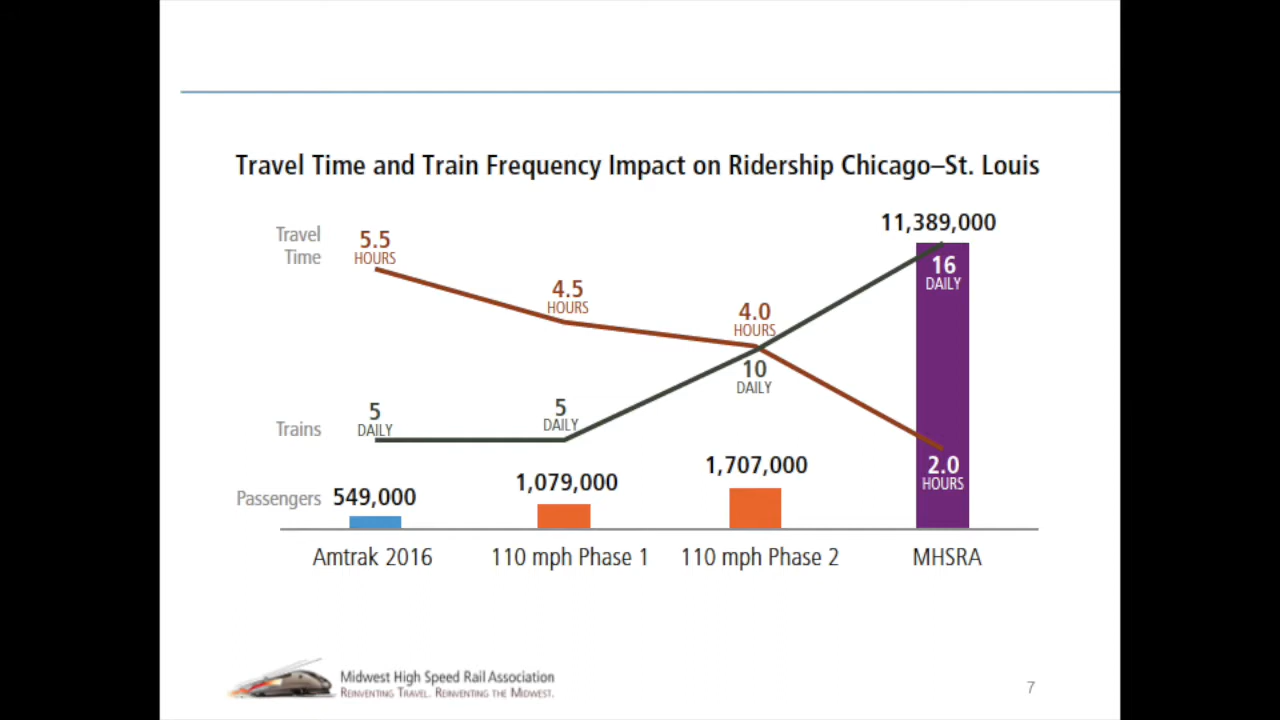 Travel Time and Train Frequency Impact on Ridership Chicago–St. Louis
Travel
Time
5.5
HOURS
4.5
HOURS
4.0
HOURS
11,389,000
16
DAILY
Trains
5
DAILY
5
DAILY
10
DAILY
2.0
HOURS
Passengers
549,000
1,079,000
1,707,000
Amtrak 2016
110 mph Phase 1
110 mph Phase 2
MHSRA
Midwest High Speed Rail Association
REINVENTING TRAVEL. REINVENTING THE MIDWEST.
7